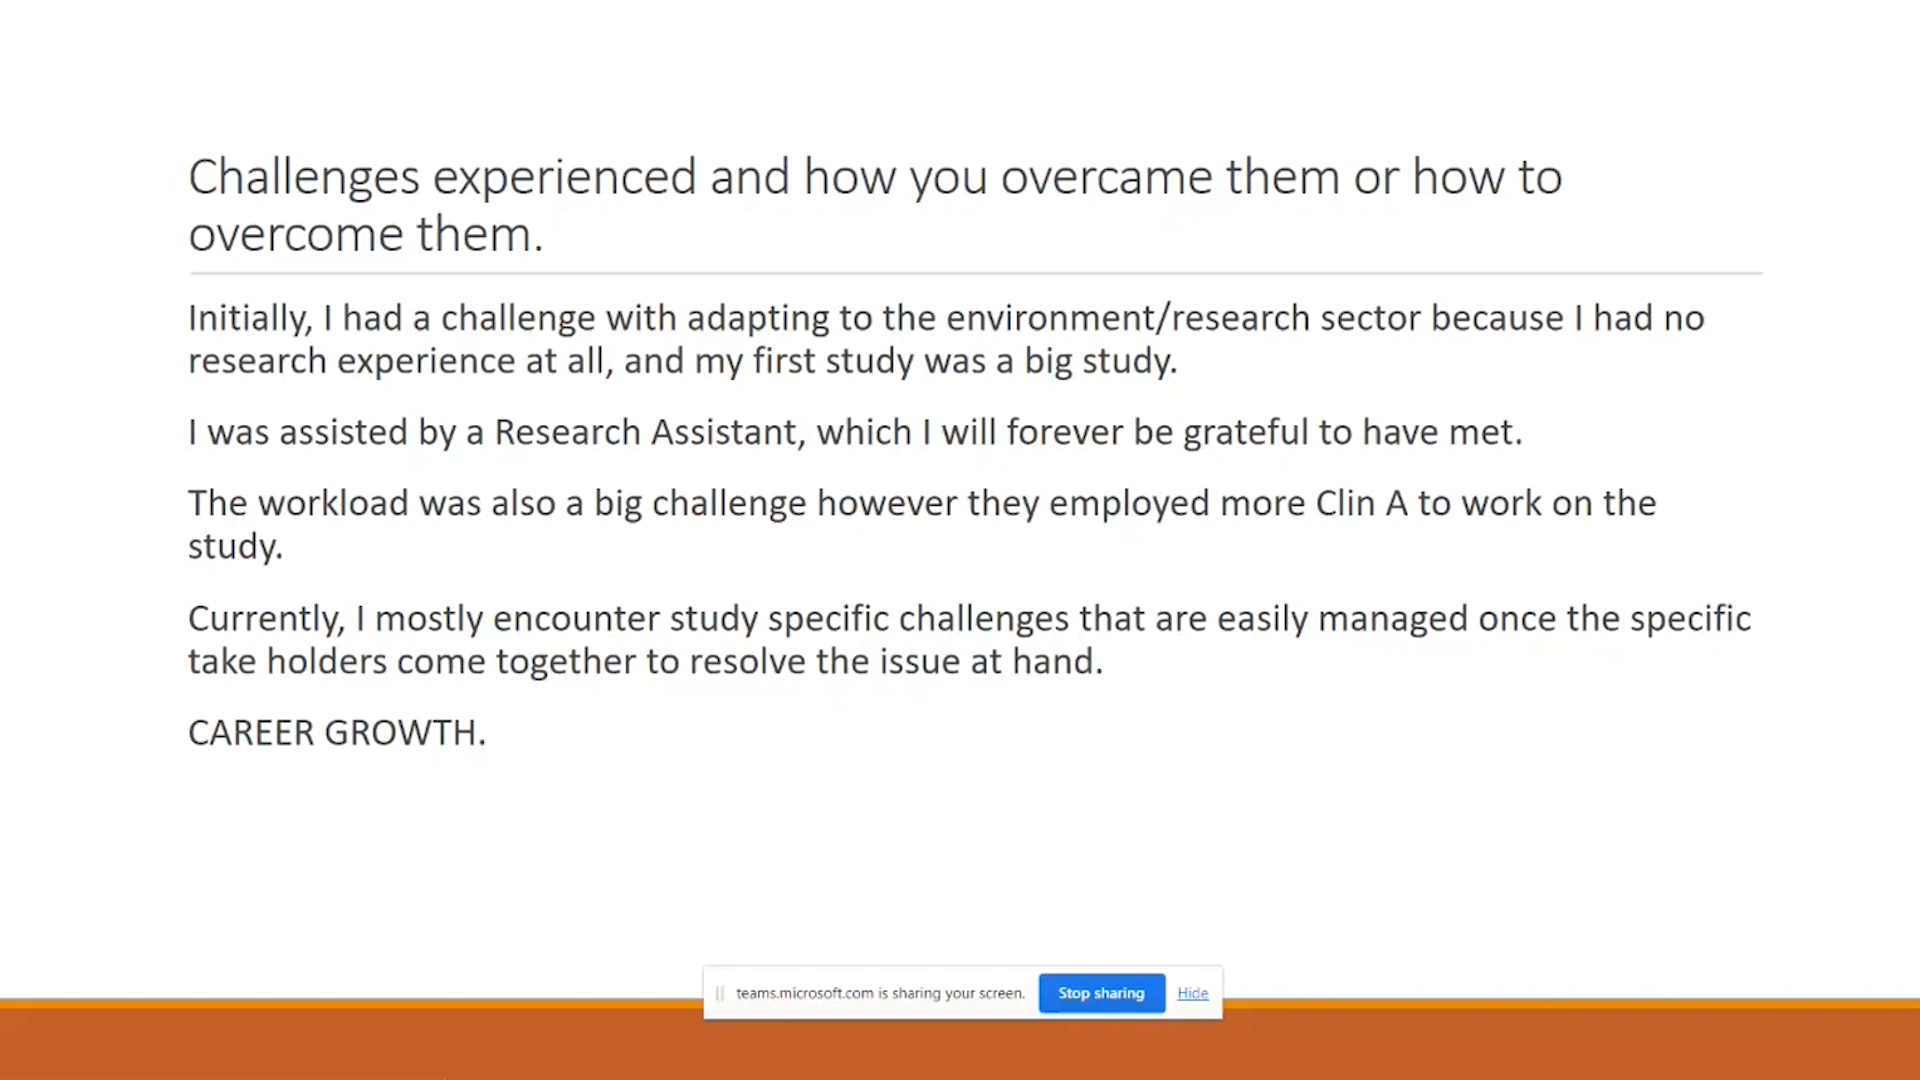 Challenges experienced and how you overcame them or how to
overcome them.
Initially, I had a challenge with adapting to the environment/research sector because I had no
research experience at all, and my first study was a big study.
I was assisted by a Research Assistant, which I will forever be grateful to have met.
The workload was also a big challenge however they employed more Clin A to work on the
study.
Currently, I mostly encounter study specific challenges that are easily managed once the specific
take holders come together to resolve the issue at hand.
CAREER GROWTH.
teams.microsoft.com is sharing your screen.
Stop sharing
Hide